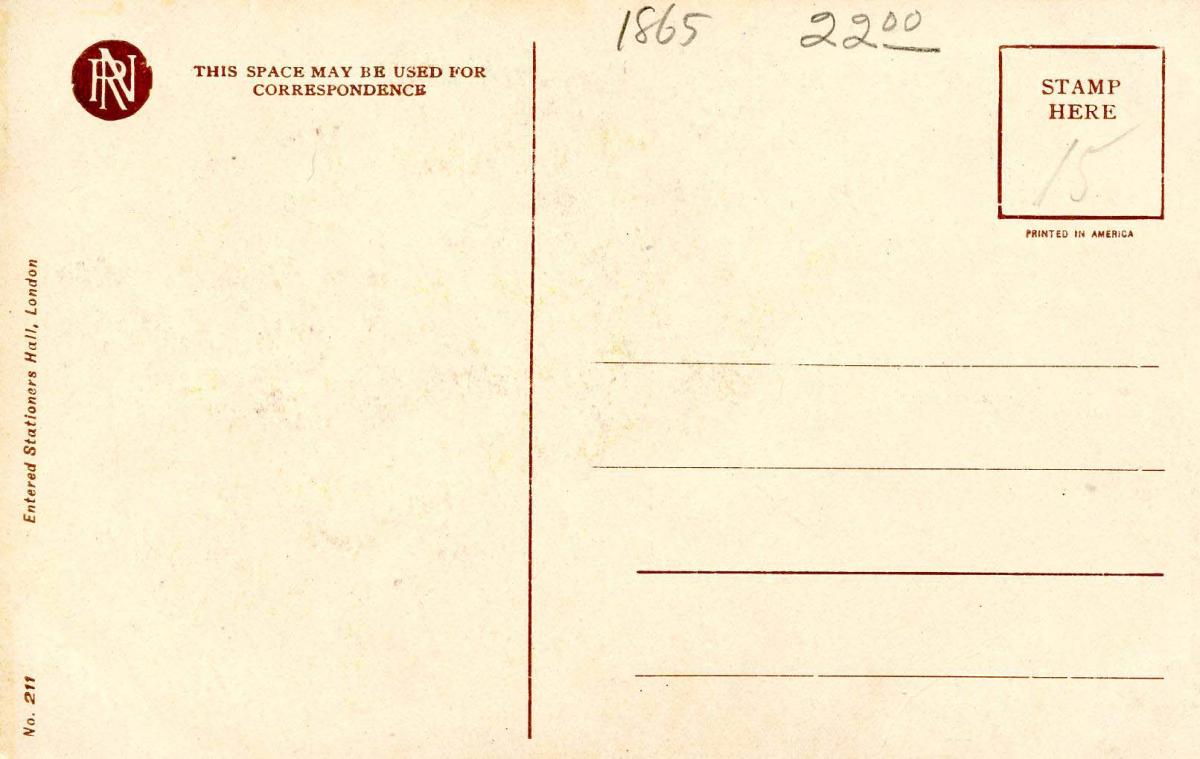 1865 22⁰⁰
THIS SPACE MAY BE USED FOR
CORRESPONDENCE
STAMP
HERE
15
PRINTED IN AMERICA
Entered Stationers Hall, London
No. 211